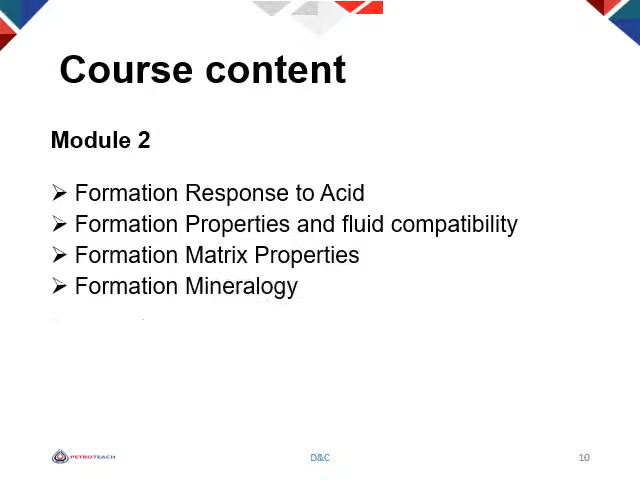 Course content
Module 2
➢ Formation Response to Acid
➢ Formation Properties and fluid compatibility
➢ Formation Matrix Properties
➢ Formation Mineralogy
PETROTEACH
D&C
10